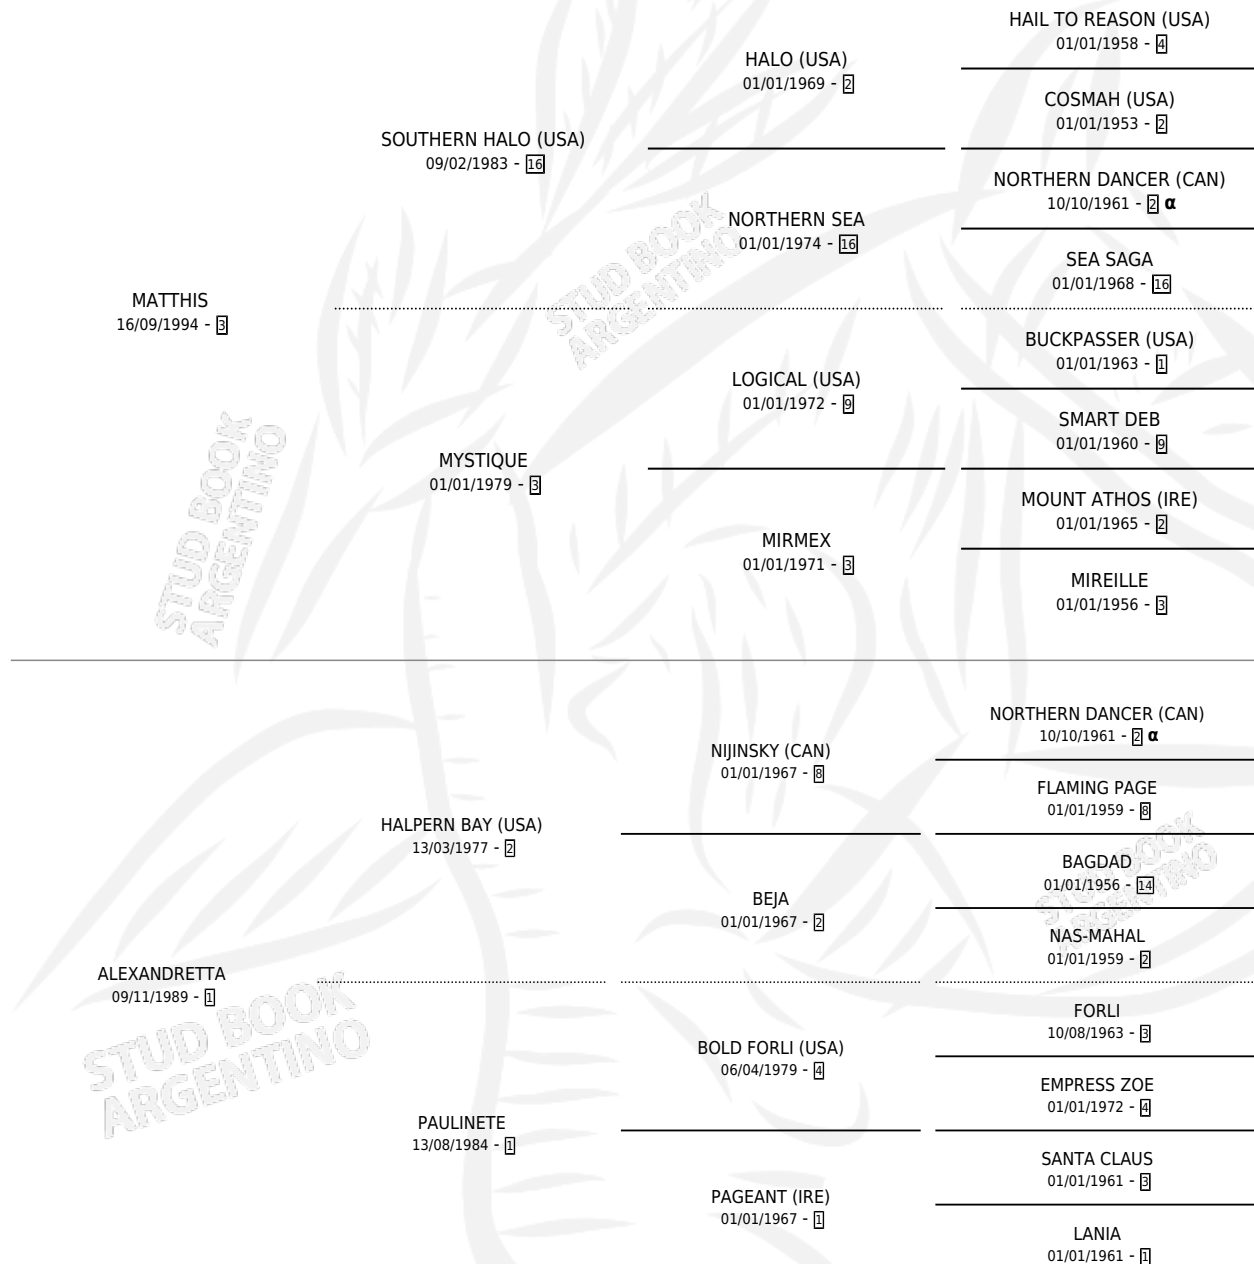 HAIL TO REASON (USA)
01/01/1958 - 4
HALO (USA)
01/01/1969 - 2
COSMAH (USA)
01/01/1953 - 2
SOUTHERN HALO (USA)
09/02/1983 - 16
NORTHERN DANCER (CAN)
10/10/1961 - 2 α
NORTHERN SEA
01/01/1974 - 16
SEA SAGA
01/01/1968 - 16
MATTHIS
16/09/1994 - 3
BUCKPASSER (USA)
01/01/1963 - 1
LOGICAL (USA)
01/01/1972 - 9
SMART DEB
01/01/1960 - 9
MYSTIQUE
01/01/1979 - 3
MOUNT ATHOS (IRE)
01/01/1965 - 2
MIRMEX
01/01/1971 - 3
MIREILLE
01/01/1956 - 3
NORTHERN DANCER (CAN)
10/10/1961 - 2 α
NIJINSKY (CAN)
01/01/1967 - 8
FLAMING PAGE
01/01/1959 - 8
HALPERN BAY (USA)
13/03/1977 - 2
BAGDAD
01/01/1956 - 14
BEJA
01/01/1967 - 2
NAS-MAHAL
01/01/1959 - 2
ALEXANDRETTA
09/11/1989 - 1
FORLI
10/08/1963 - 3
BOLD FORLI (USA)
06/04/1979 - 4
EMPRESS ZOE
01/01/1972 - 4
PAULINETE
13/08/1984 - 1
SANTA CLAUS
01/01/1961 - 3
PAGEANT (IRE)
01/01/1967 - 1
LANIA
01/01/1961 - 1
STUD BOOK
ARGENTINO
STUD BOOK
ARGENTINO
STUD BOOK
ARGENTINO
STUD BOOK
ARGENTINO